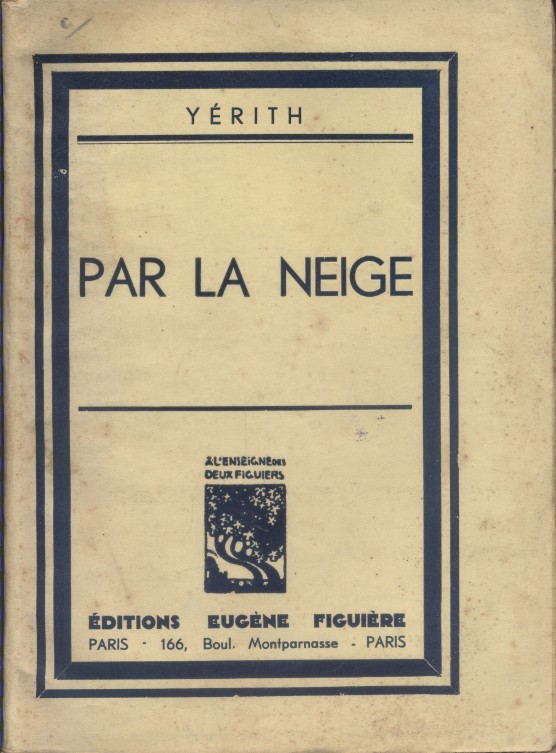 YÉRITH
PAR LA NEIGE
À L'ENSEIGNE DES
DEUX FIGUIERS
ÉDITIONS EUGÈNE FIGUIÈRE
PARIS - 166, Boul. Montparnasse - PARIS